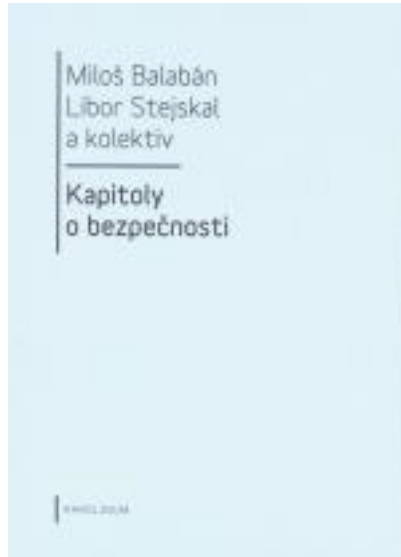 Miloš Balabán
Libor Stejskal
a kolektiv
Kapitoly
o bezpečnosti